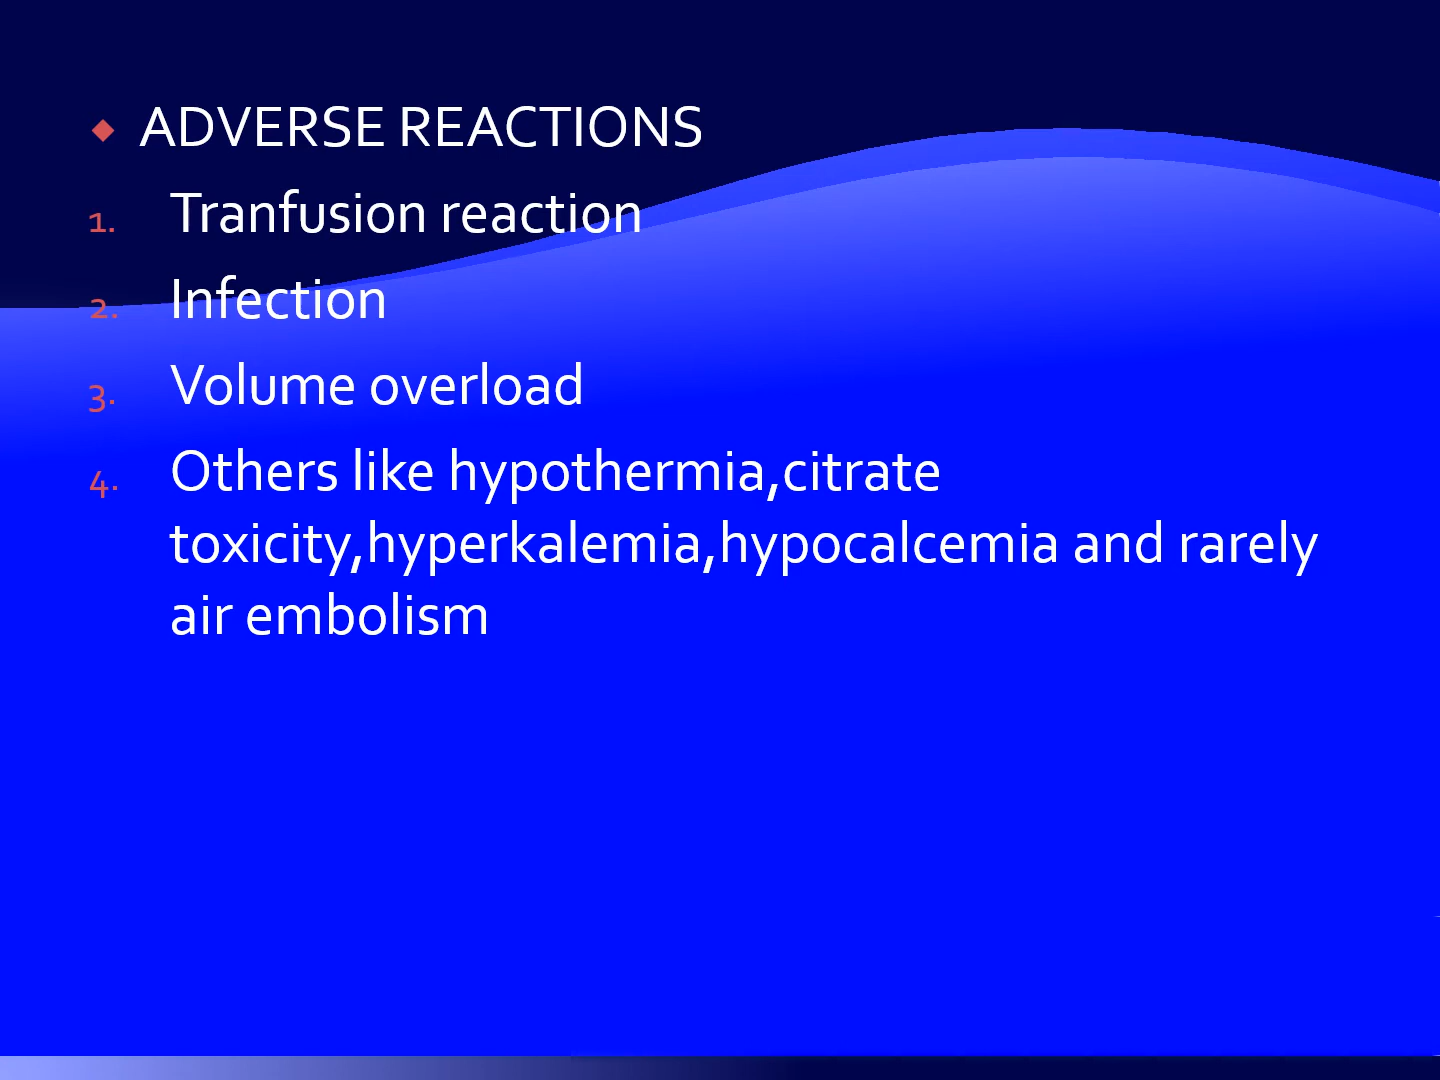 ◆ ADVERSE REACTIONS
1. Tranfusion reaction
2. Infection
3. Volume overload
4. Others like hypothermia,citrate
toxicity,hyperkalemia,hypocalcemia and rarely
air embolism